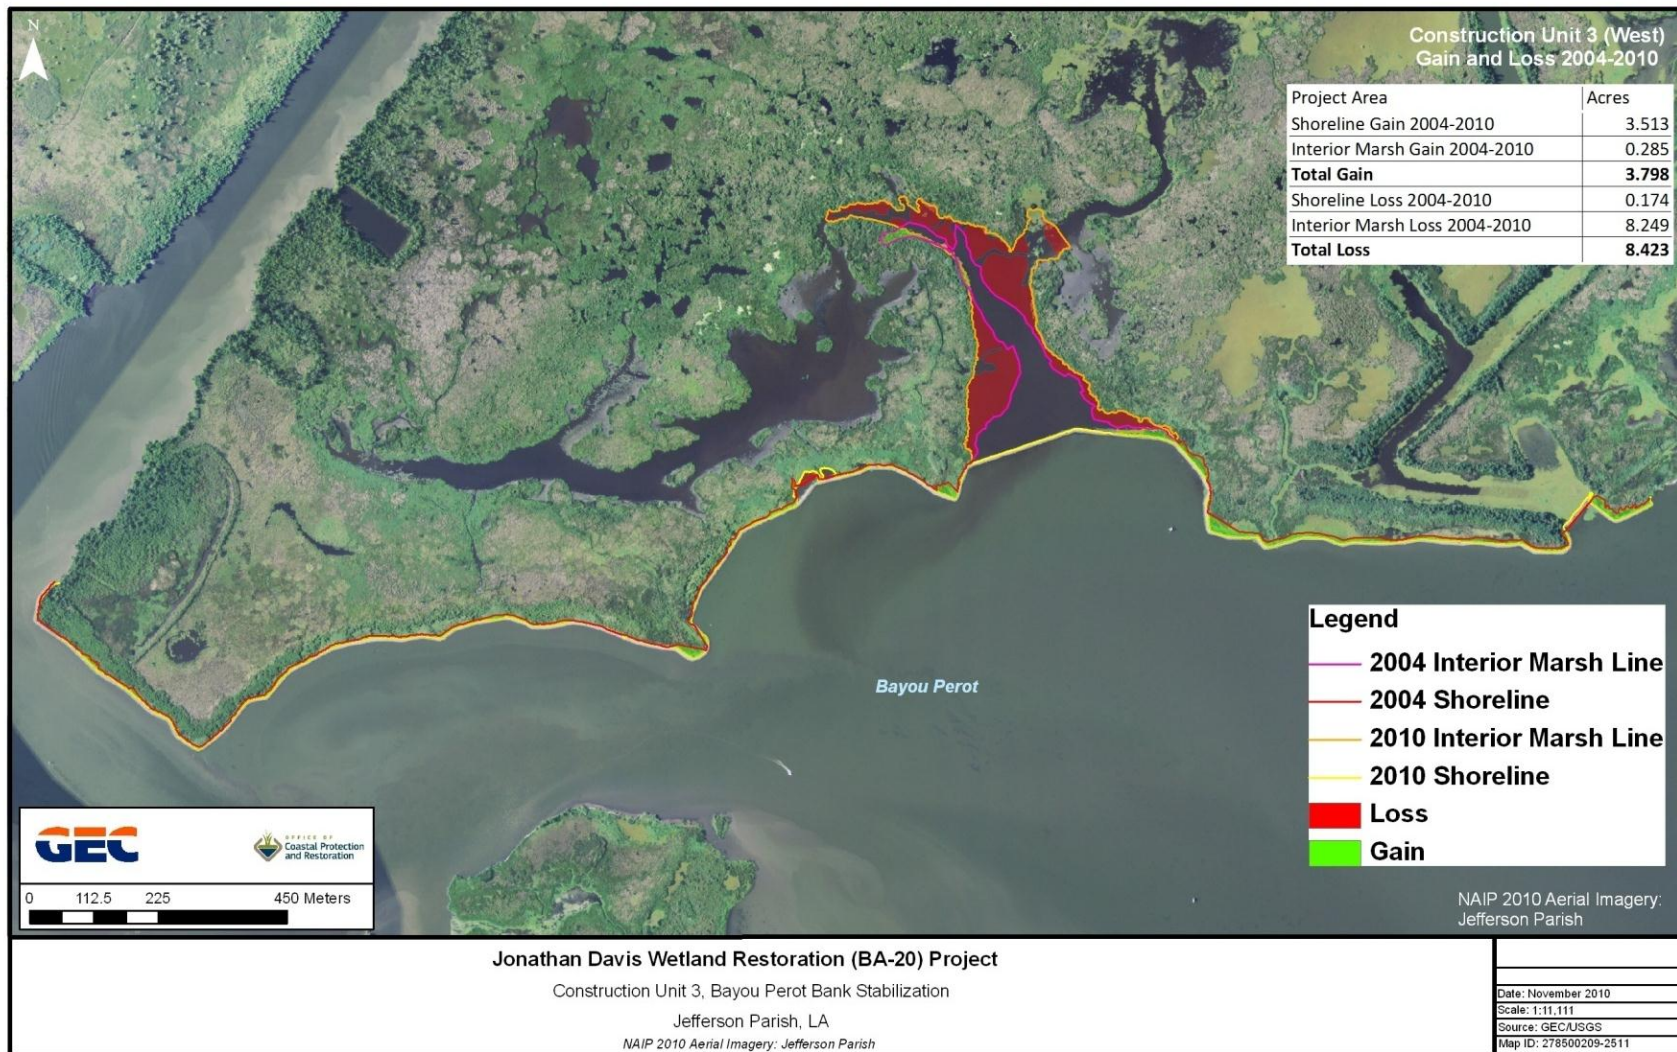 N
Construction Unit 3 (West)
Gain and Loss 2004-2010
Project Area Acres
Shoreline Gain 2004-2010 3.513
Interior Marsh Gain 2004-2010 0.285
Total Gain 3.798
Shoreline Loss 2004-2010 0.174
Interior Marsh Loss 2004-2010 8.249
Total Loss 8.423
Bayou Perot
Legend
2004 Interior Marsh Line
2004 Shoreline
2010 Interior Marsh Line
2010 Shoreline
Loss
Gain
GEC
OFFICE OF
Coastal Protection
and Restoration
0 112.5 225 450 Meters
NAIP 2010 Aerial Imagery:
Jefferson Parish
Jonathan Davis Wetland Restoration (BA-20) Project
Construction Unit 3, Bayou Perot Bank Stabilization
Jefferson Parish, LA
NAIP 2010 Aerial Imagery: Jefferson Parish
Date: November 2010
Scale: 1:11,111
Source: GEC/USGS
Map ID: 278500209-2511